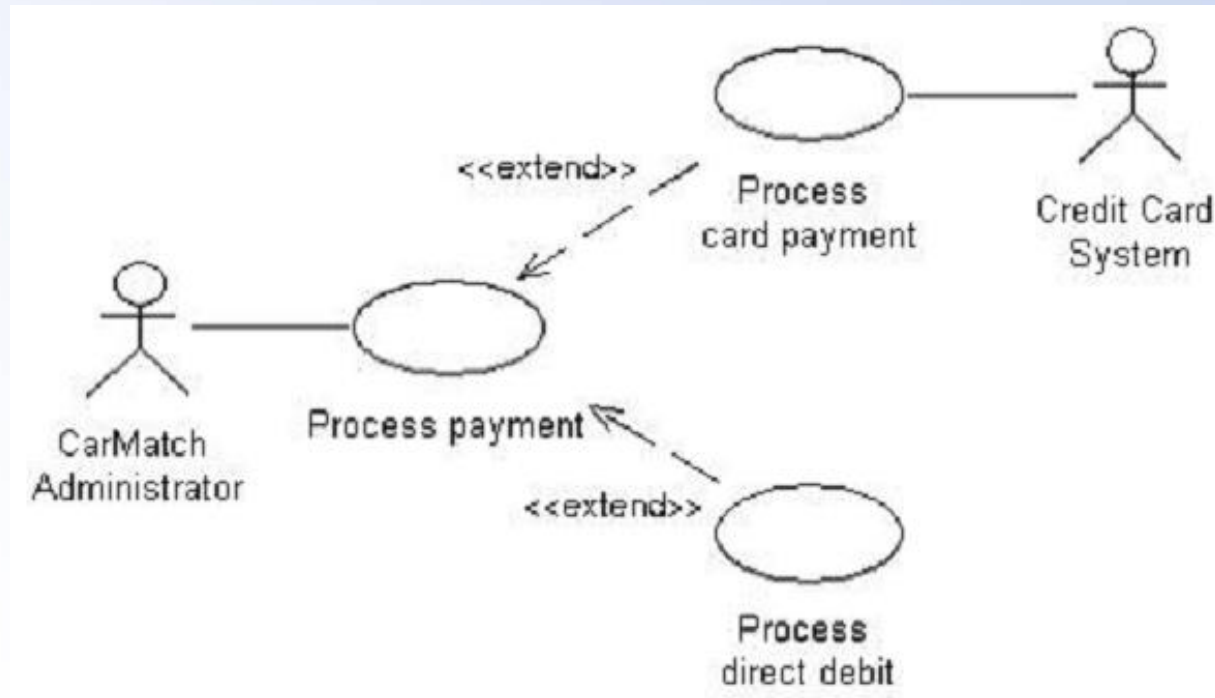 <<extend>>
Process
card payment
Credit Card
System
CarMatch
Administrator
Process payment
<<extend>>
Process
direct debit